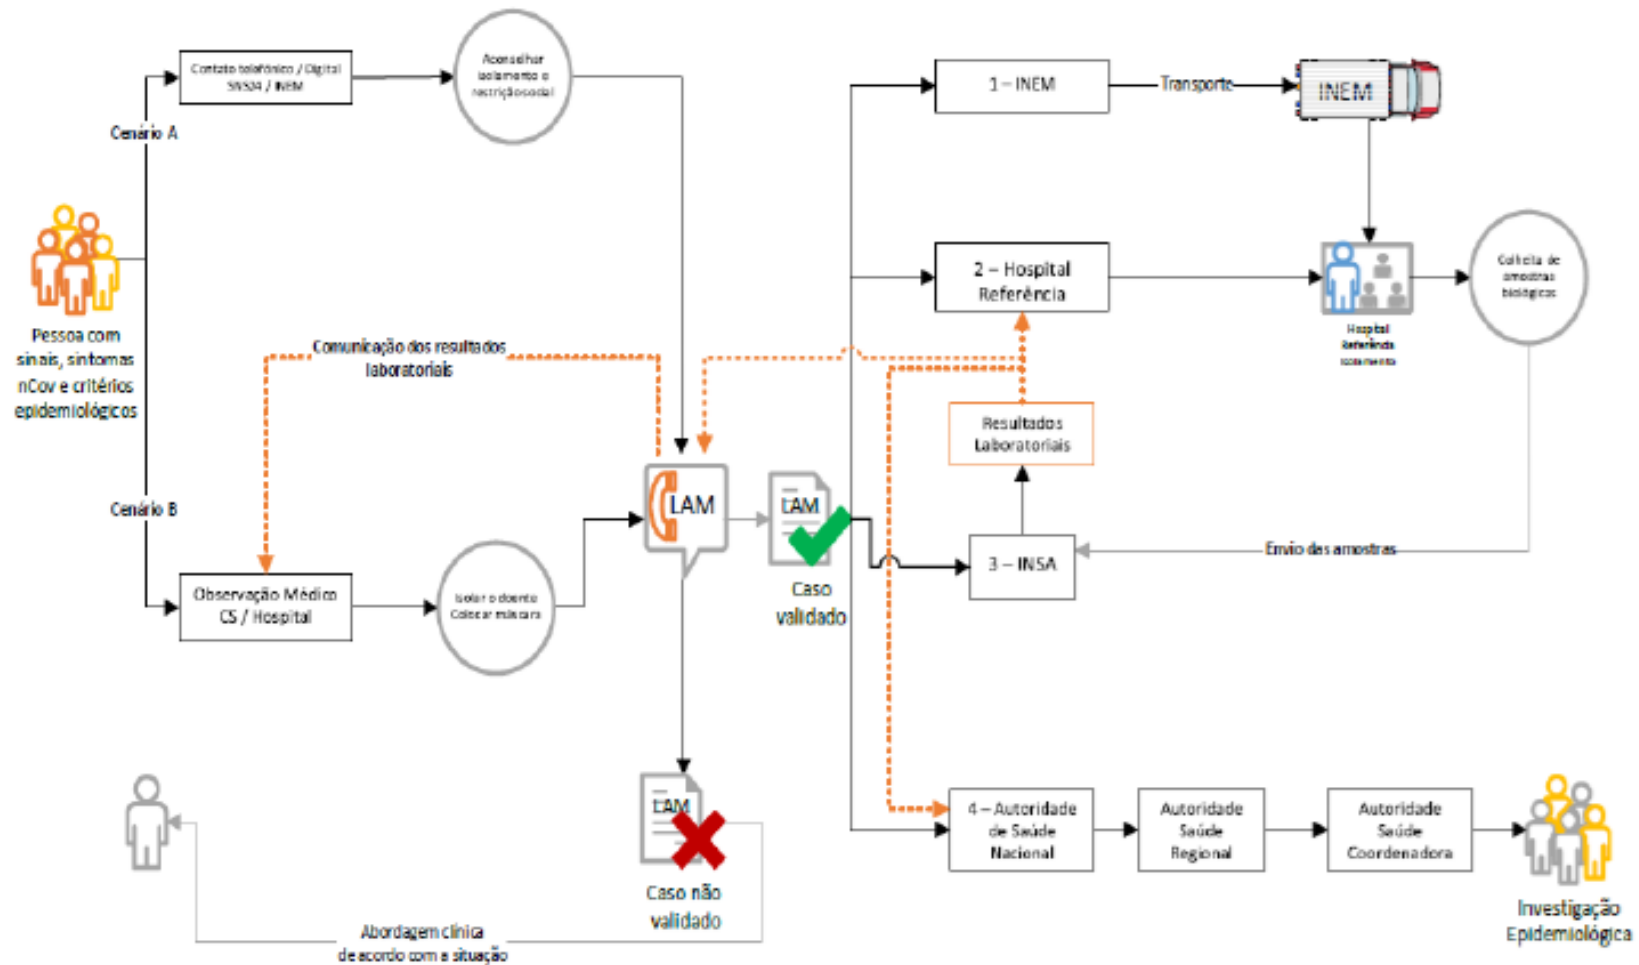 Contato telefónico / Digital
SNS24 / INEM
Aconselhar
isolamento e
restrição social
Cenário A
Pessoa com
sinais, sintomas
nCov e critérios
epidemiológicos
Cenário B
Observação Médico
CS / Hospital
Isolar o doente
Colocar máscara
Comunicação dos resultados
laboratoriais
LAM
LAM
Caso
validado
LAM
Caso não
validado
Abordagem clínica
de acordo com a situação
1 – INEM
Transporte
INEM
2 – Hospital
Referência
Hospital
Referência
Isolamento
Colheita de
amostras
biológicas
Resultados
Laboratoriais
3 – INSA
Envio das amostras
4 – Autoridade
de Saúde
Nacional
Autoridade
Saúde
Regional
Autoridade
Saúde
Coordenadora
Investigação
Epidemiológica